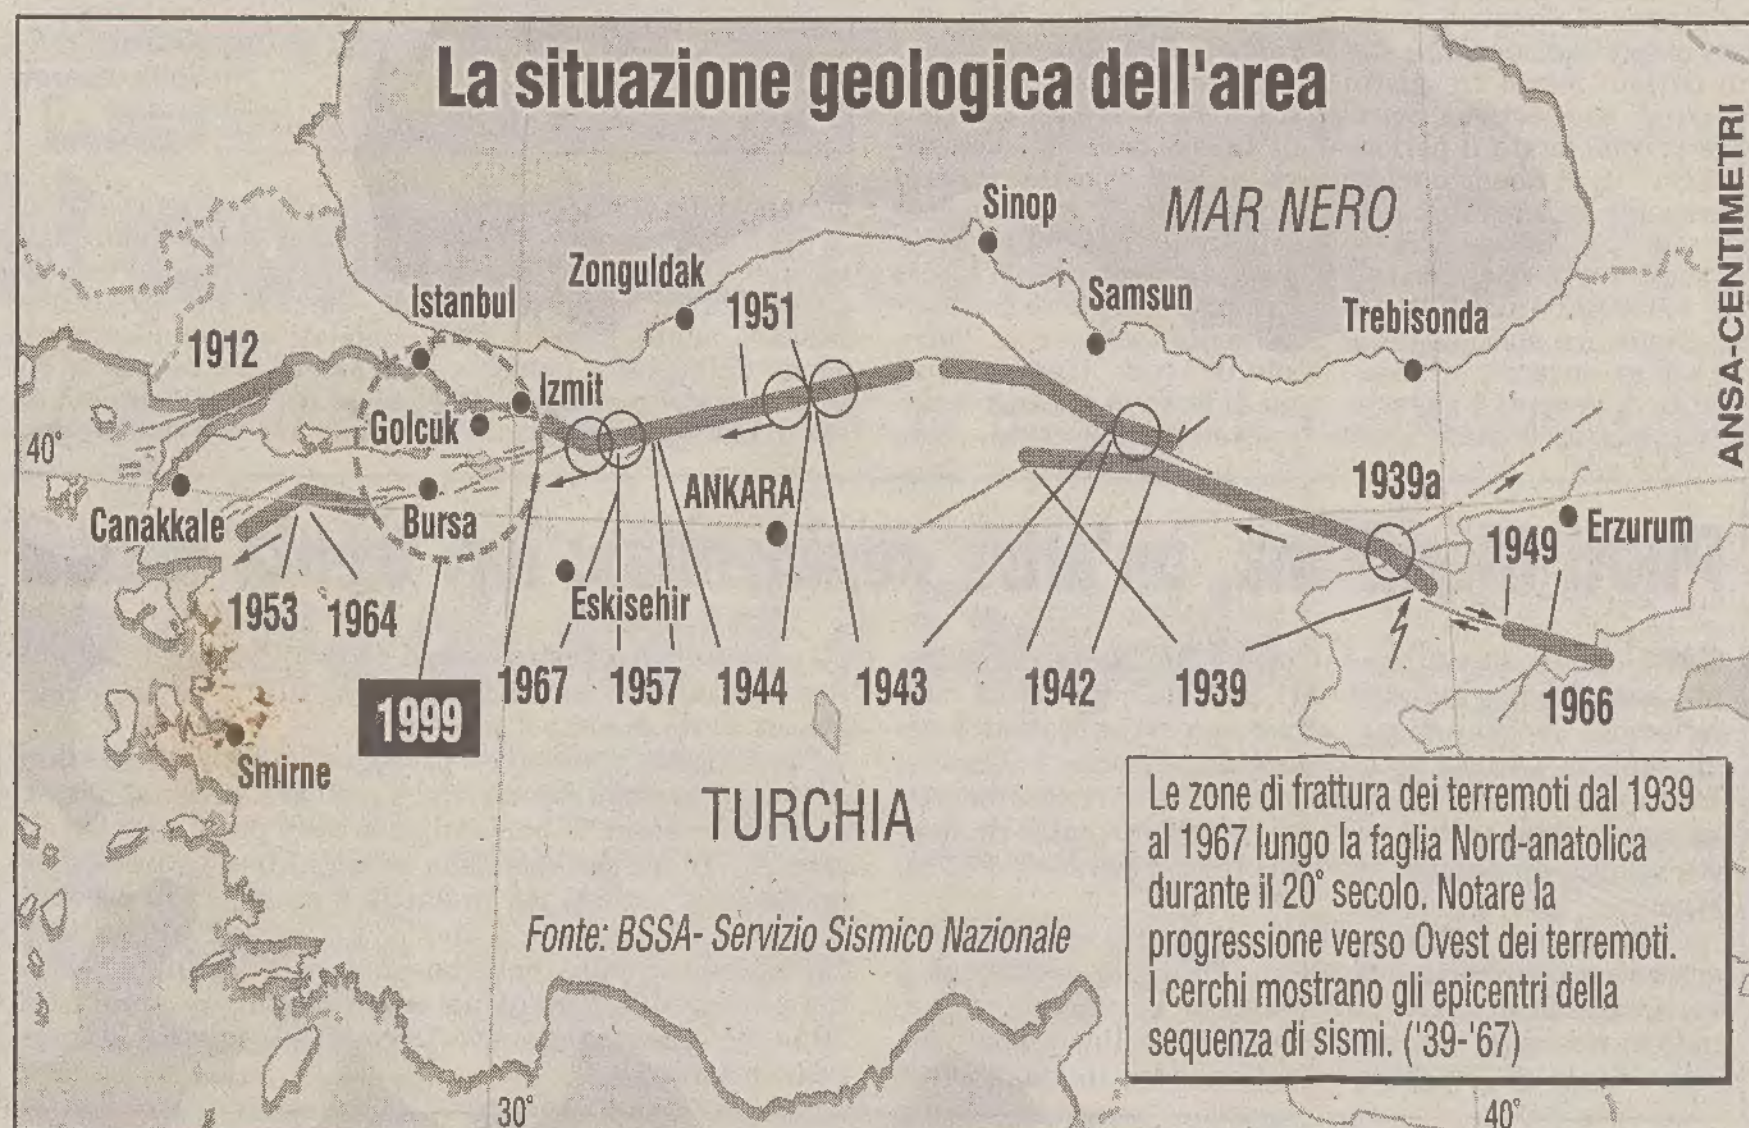 La situazione geologica dell'area
ANSA-CENTIMETRI
MAR NERO
Sinop
Zonguldak
Samsun
Istanbul
1951
Trebisonda
1912
Izmit
Golcuk
40°
1939a
ANKARA
Canakkale
Bursa
Erzurum
1949
Eskisehir
1953
1964
1967
1957
1944
1943
1942
1939
1966
1999
Smirne
TURCHIA
Le zone di frattura dei terremoti dal 1939
al 1967 lungo la faglia Nord-anatolica
durante il 20° secolo. Notare la
progressione verso Ovest dei terremoti.
I cerchi mostrano gli epicentri della
sequenza di sismi. ('39-'67)
Fonte: BSSA- Servizio Sismico Nazionale
30°
40°